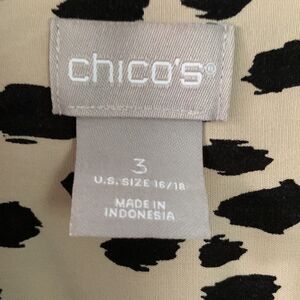 chico's®
3
U.S. SIZE 16/18
MADE IN
INDONESIA